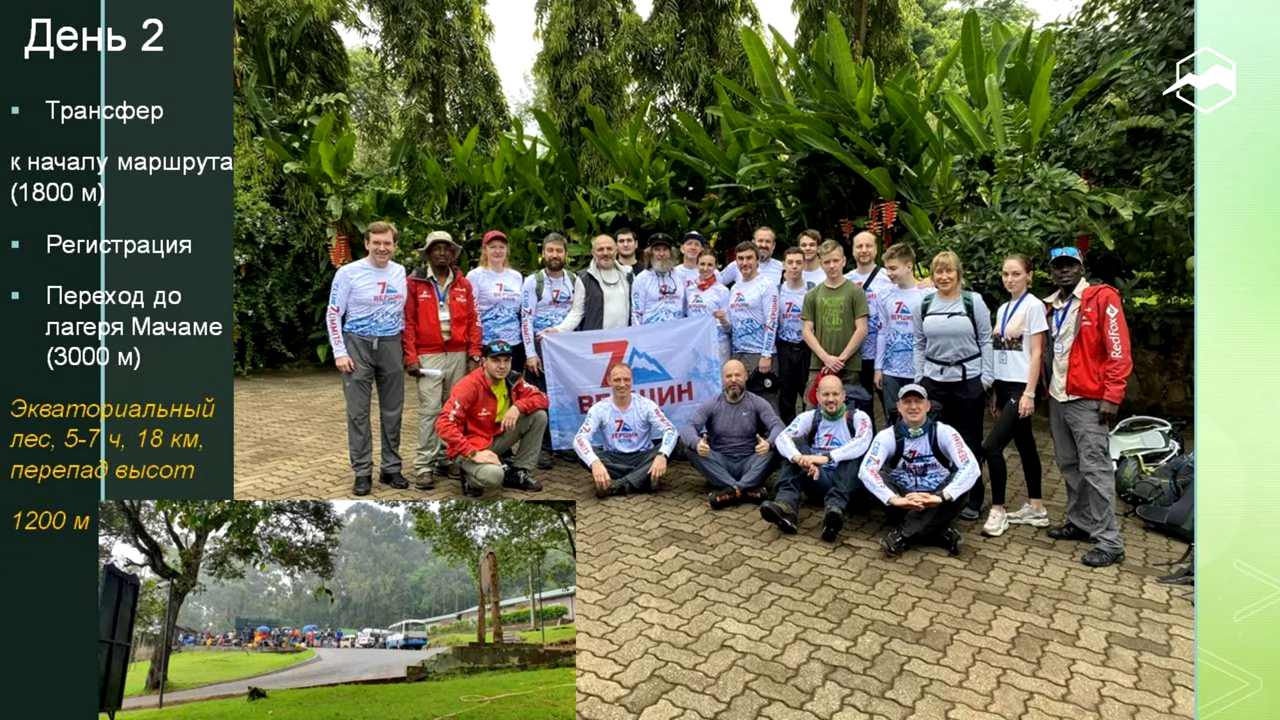 День 2
Трансфер
к началу маршрута
(1800 м)
Регистрация
Переход до
лагеря Мачаме
(3000 м)
Экваториальный
лес, 5-7 ч, 18 км,
перепад высот
1200 м
7
ВЕРШИН
RedFox